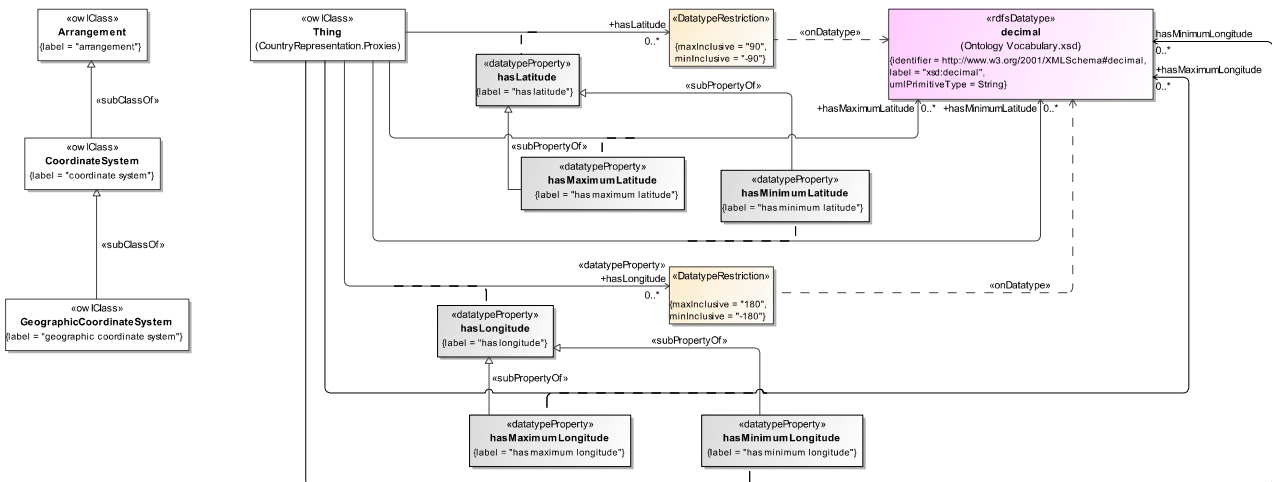 «owlClass»
Arrangement
{label = "arrangement"}
«subClassOf»
«owlClass»
CoordinateSystem
{label = "coordinate system"}
«subClassOf»
«owlClass»
GeographicCoordinateSystem
{label = "geographic coordinate system"}
«owlClass»
Thing
(CountryRepresentation.Proxies)
+hasLatitude
0..*
«DatatypeRestriction»
{maxInclusive = "90",
minInclusive = "-90"}
«onDatatype»
«rdfsDatatype»
decimal
(Ontology Vocabulary.xsd)
{identifier = http://www.w3.org/2001/XMLSchema#decimal,
label = "xsd:decimal",
umlPrimitiveType = String}
hasMinimumLongitude
0..*
+hasMaximumLongitude
0..*
«datatypeProperty»
hasLatitude
{label = "has latitude"}
«subPropertyOf»
+hasMaximumLatitude 0..*
+hasMinimumLatitude 0..*
«subPropertyOf»
«datatypeProperty»
hasMaximumLatitude
{label = "has maximum latitude"}
«datatypeProperty»
hasMinimumLatitude
{label = "has minimum latitude"}
«datatypeProperty»
+hasLongitude
0..*
«DatatypeRestriction»
{maxInclusive = "180",
minInclusive = "-180"}
«onDatatype»
«datatypeProperty»
hasLongitude
{label = "has longitude"}
«subPropertyOf»
«subPropertyOf»
«datatypeProperty»
hasMaximumLongitude
{label = "has maximum longitude"}
«datatypeProperty»
hasMinimumLongitude
{label = "has minimum longitude"}